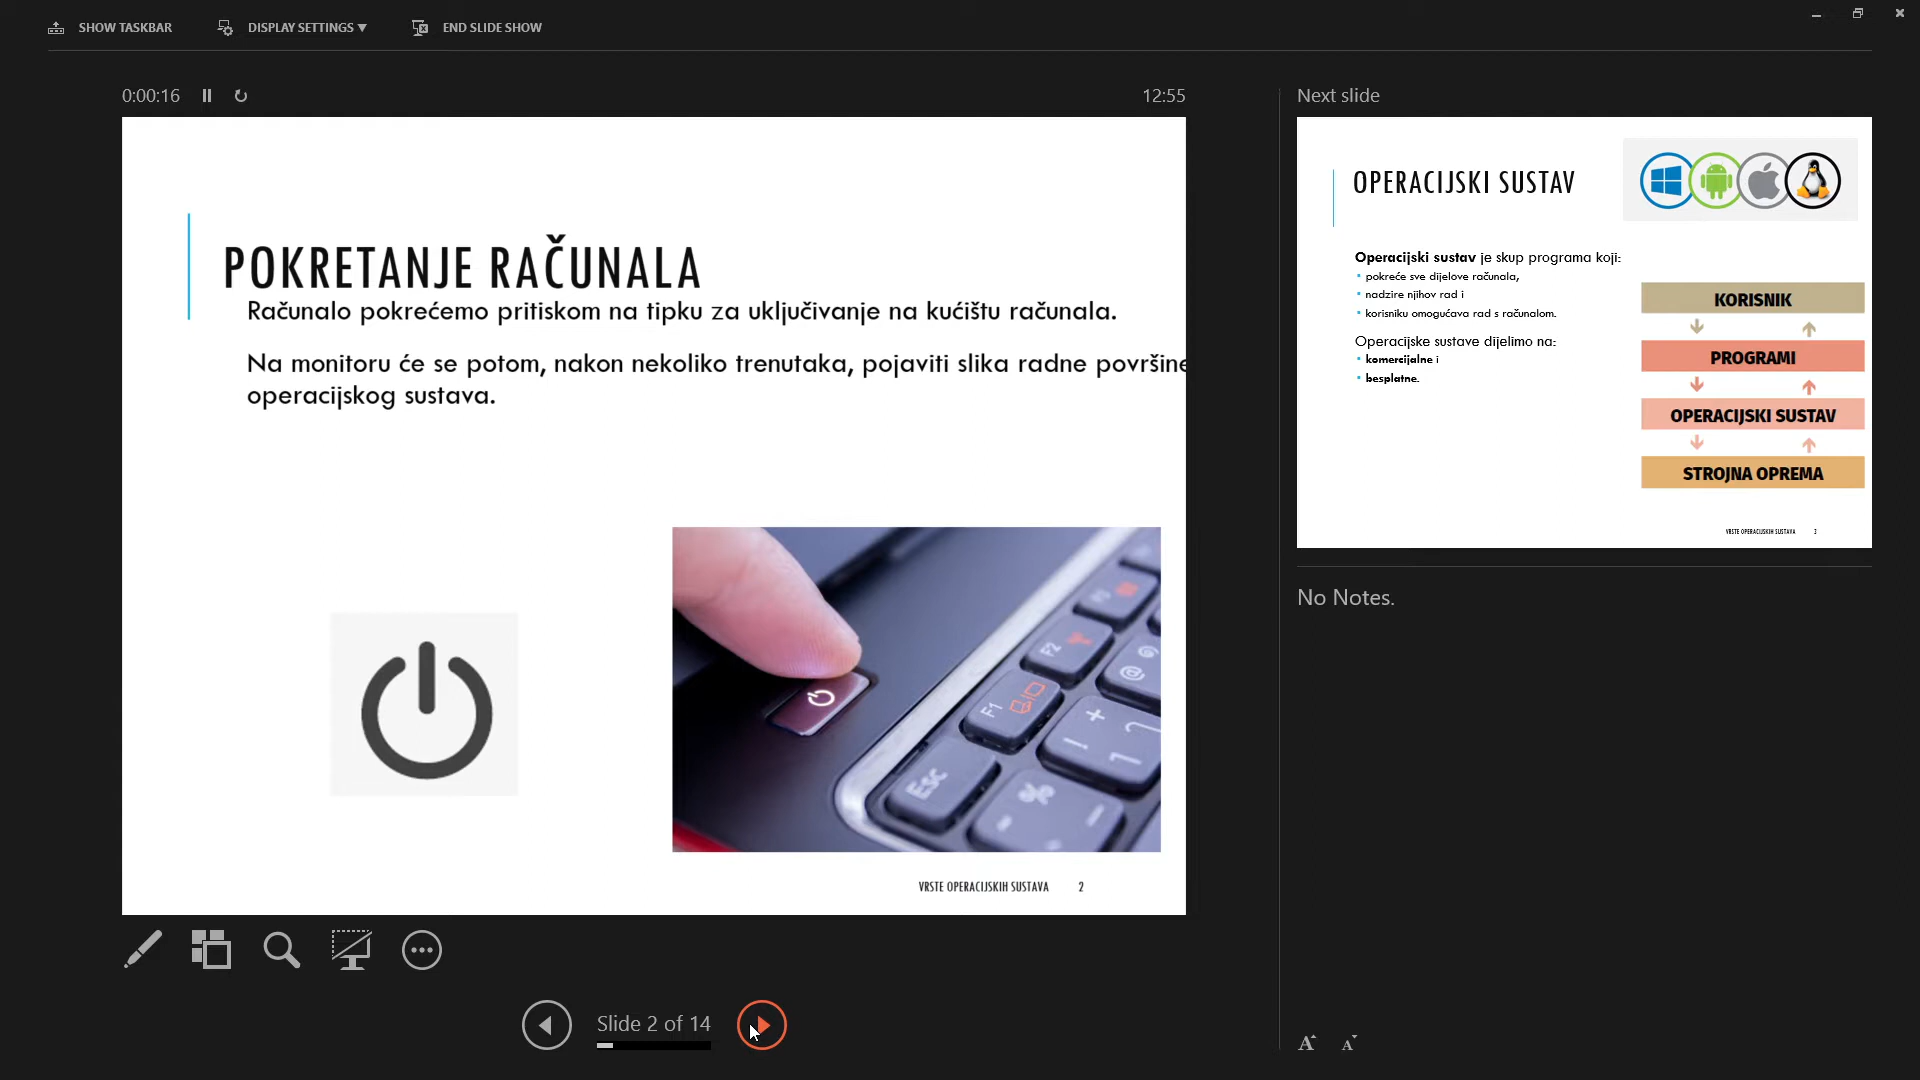 SHOW TASKBAR
DISPLAY SETTINGS ▼
END SLIDE SHOW
0:00:16
12:55
Next slide
POKRETANJE RAČUNALA
Računalo pokrećemo pritiskom na tipku za uključivanje na kućištu računala.
Na monitoru će se potom, nakon nekoliko trenutaka, pojaviti slika radne površine
operacijskog sustava.
F2
F1
Esc
VRSTE OPERACIJSKIH SUSTAVA 2
OPERACIJSKI SUSTAV
Operacijski sustav je skup programa koji:
▪ pokreće sve dijelove računala,
▪ nadzire njihov rad i
▪ korisniku omogućava rad s računalom.
Operacijske sustave dijelimo na:
▪ komercijalne i
▪ besplatne.
KORISNIK
PROGRAMI
OPERACIJSKI SUSTAV
STROJNA OPREMA
VRSTE OPERACIJSKIH SUSTAVA 3
No Notes.
Slide 2 of 14
A A